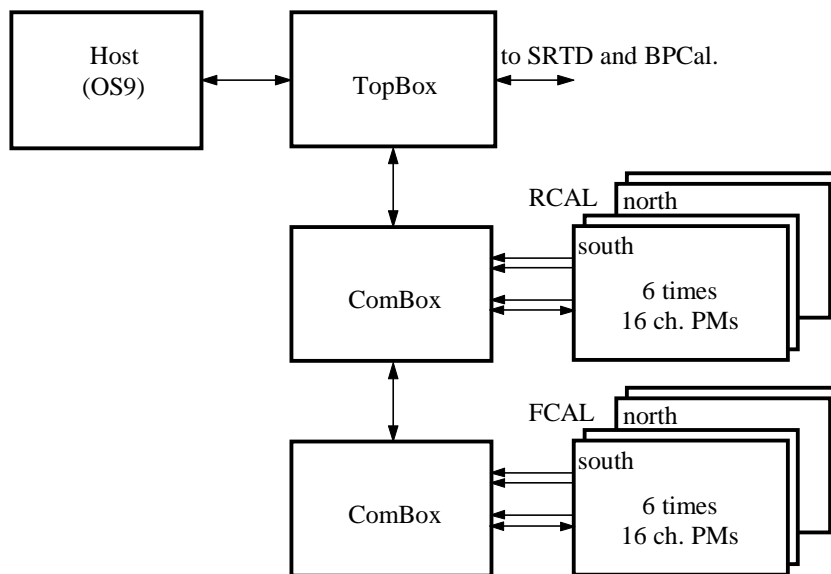 Host
(OS9)
TopBox
to SRTD and BPCal.
RCAL
north
south
ComBox
6 times
16 ch. PMs
FCAL
north
south
ComBox
6 times
16 ch. PMs